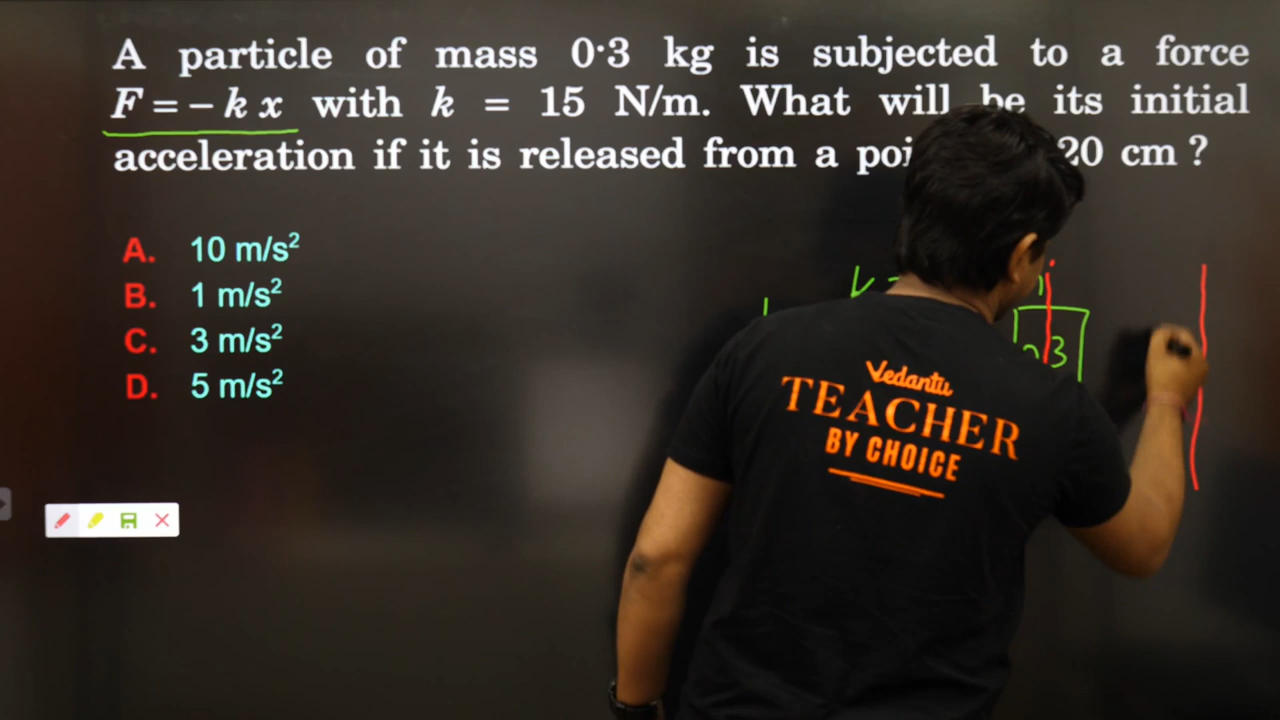 A particle of mass 0·3 kg is subjected to a force
F = – k x with k = 15 N/m. What will be its initial
acceleration if it is released from a 20 cm ?
A. 10 m/s²
B. 1 m/s²
C. 3 m/s²
D. 5 m/s²
Vedantu
TEACHER
BY CHOICE